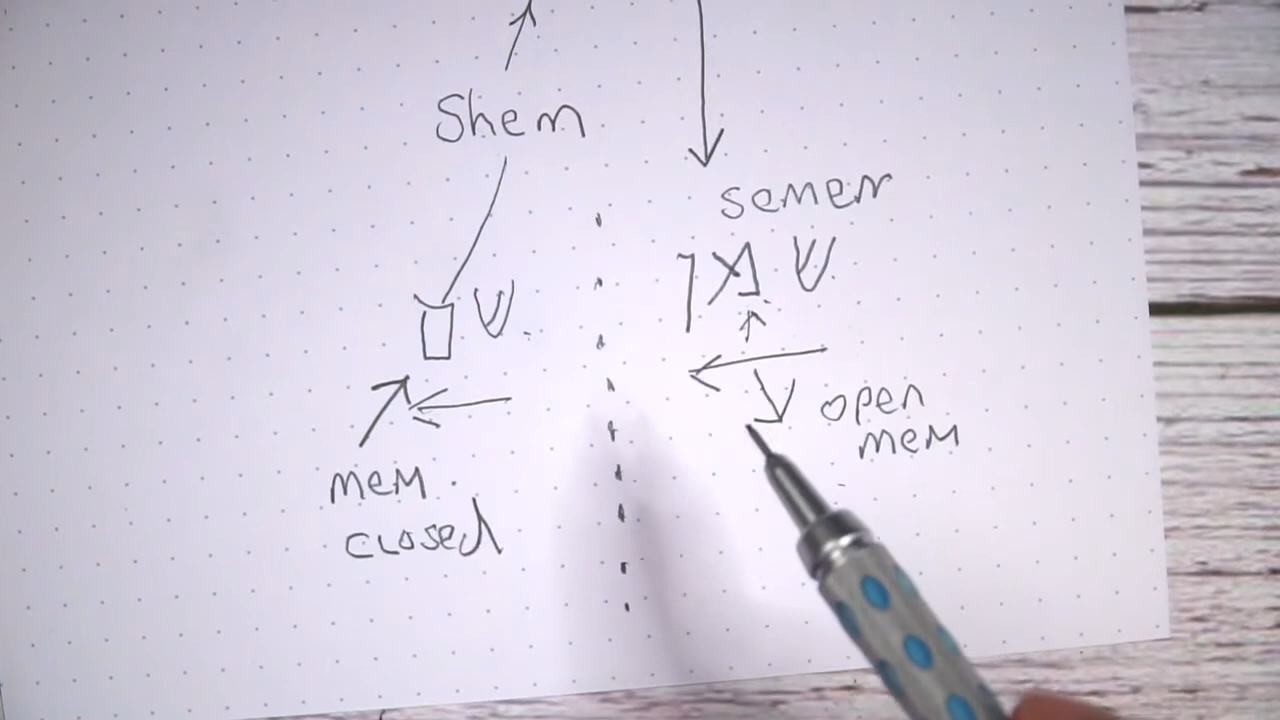 Shem
semen
שמן
שם
open
mem
mem
closed